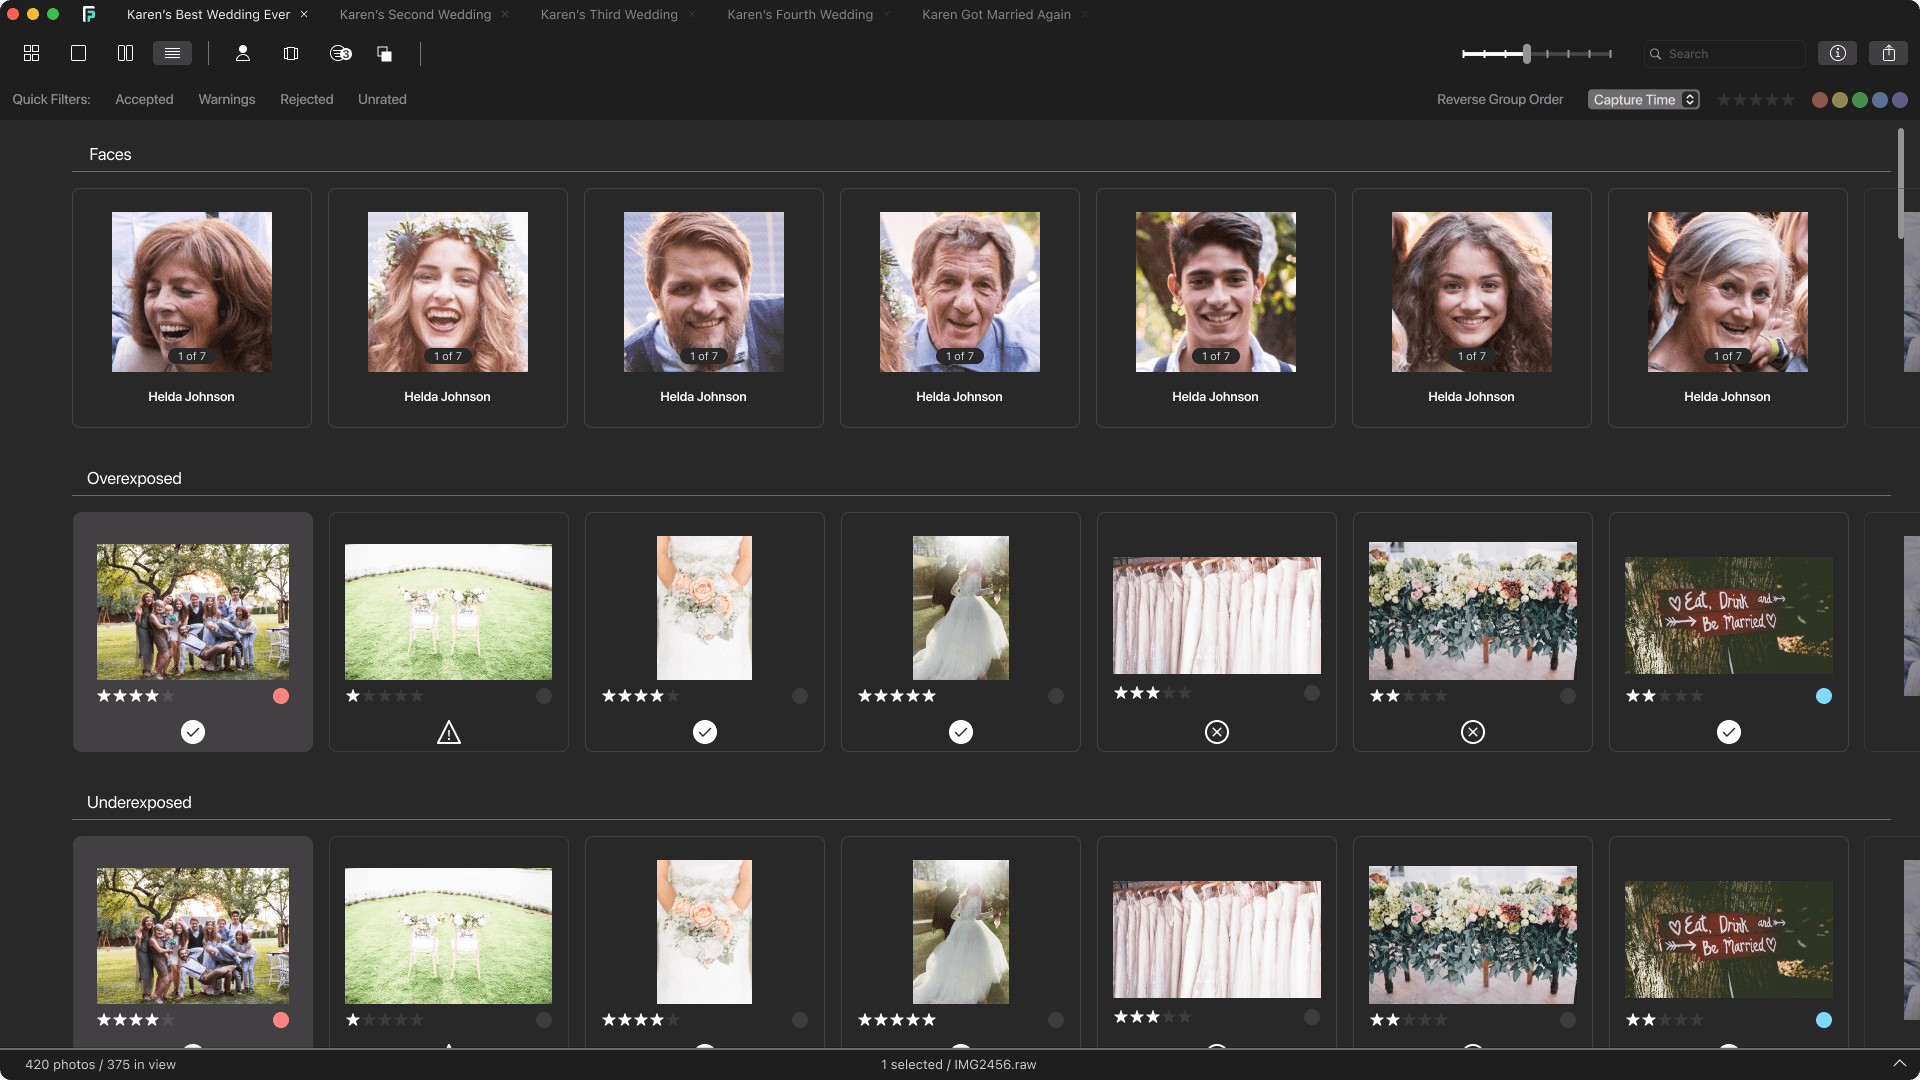 Karen's Best Wedding Ever × Karen's Second Wedding × Karen's Third Wedding × Karen's Fourth Wedding × Karen Got Married Again ×
3 Search
Quick Filters: Accepted Warnings Rejected Unrated Reverse Group Order Capture Time
Faces
1 of 7 1 of 7 1 of 7 1 of 7 1 of 7 1 of 7 1 of 7
Helda Johnson Helda Johnson Helda Johnson Helda Johnson Helda Johnson Helda Johnson Helda Johnson
Overexposed
Eat, Drink and
Be Married
Underexposed
Eat, Drink and
Be Married
420 photos / 375 in view 1 selected / IMG2456.raw